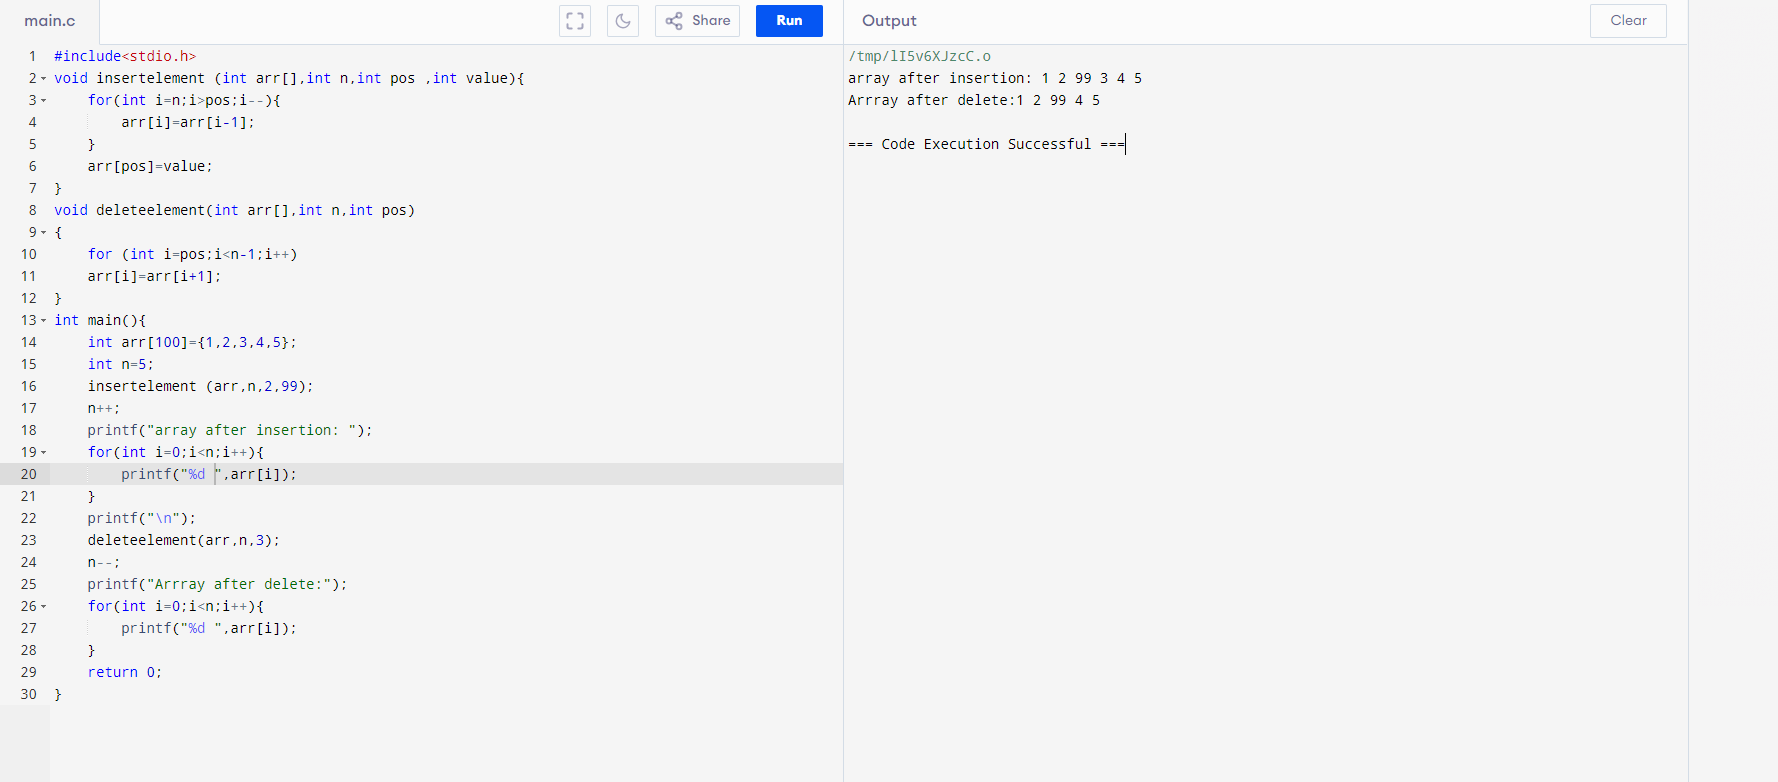 main.c
Share
Run
Output
Clear
1 #include<stdio.h>
2 void insertelement (int arr[],int n,int pos ,int value){
3     for(int i=n;i>pos;i--){
4         arr[i]=arr[i-1];
5     }
6     arr[pos]=value;
7 }
8 void deleteelement(int arr[],int n,int pos)
9 {
10     for (int i=pos;i<n-1;i++)
11     arr[i]=arr[i+1];
12 }
13 int main(){
14     int arr[100]={1,2,3,4,5};
15     int n=5;
16     insertelement (arr,n,2,99);
17     n++;
18     printf("array after insertion: ");
19     for(int i=0;i<n;i++){
20         printf("%d ",arr[i]);
21     }
22     printf("\n");
23     deleteelement(arr,n,3);
24     n--;
25     printf("Arrray after delete:");
26     for(int i=0;i<n;i++){
27         printf("%d ",arr[i]);
28     }
29     return 0;
30 }
/tmp/lI5v6XJzcC.o
array after insertion: 1 2 99 3 4 5
Arrray after delete:1 2 99 4 5
=== Code Execution Successful ===